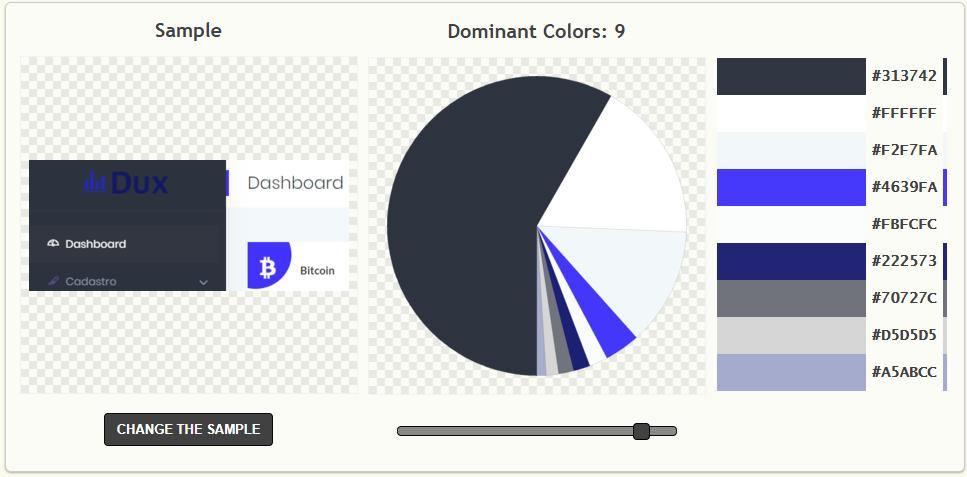 Sample
Dominant Colors: 9
Dux
Dashboard
Dashboard
Bitcoin
Cadastro
#313742
#FFFFFF
#F2F7FA
#4639FA
#FBFCFC
#222573
#70727C
#D5D5D5
#A5ABCC
CHANGE THE SAMPLE